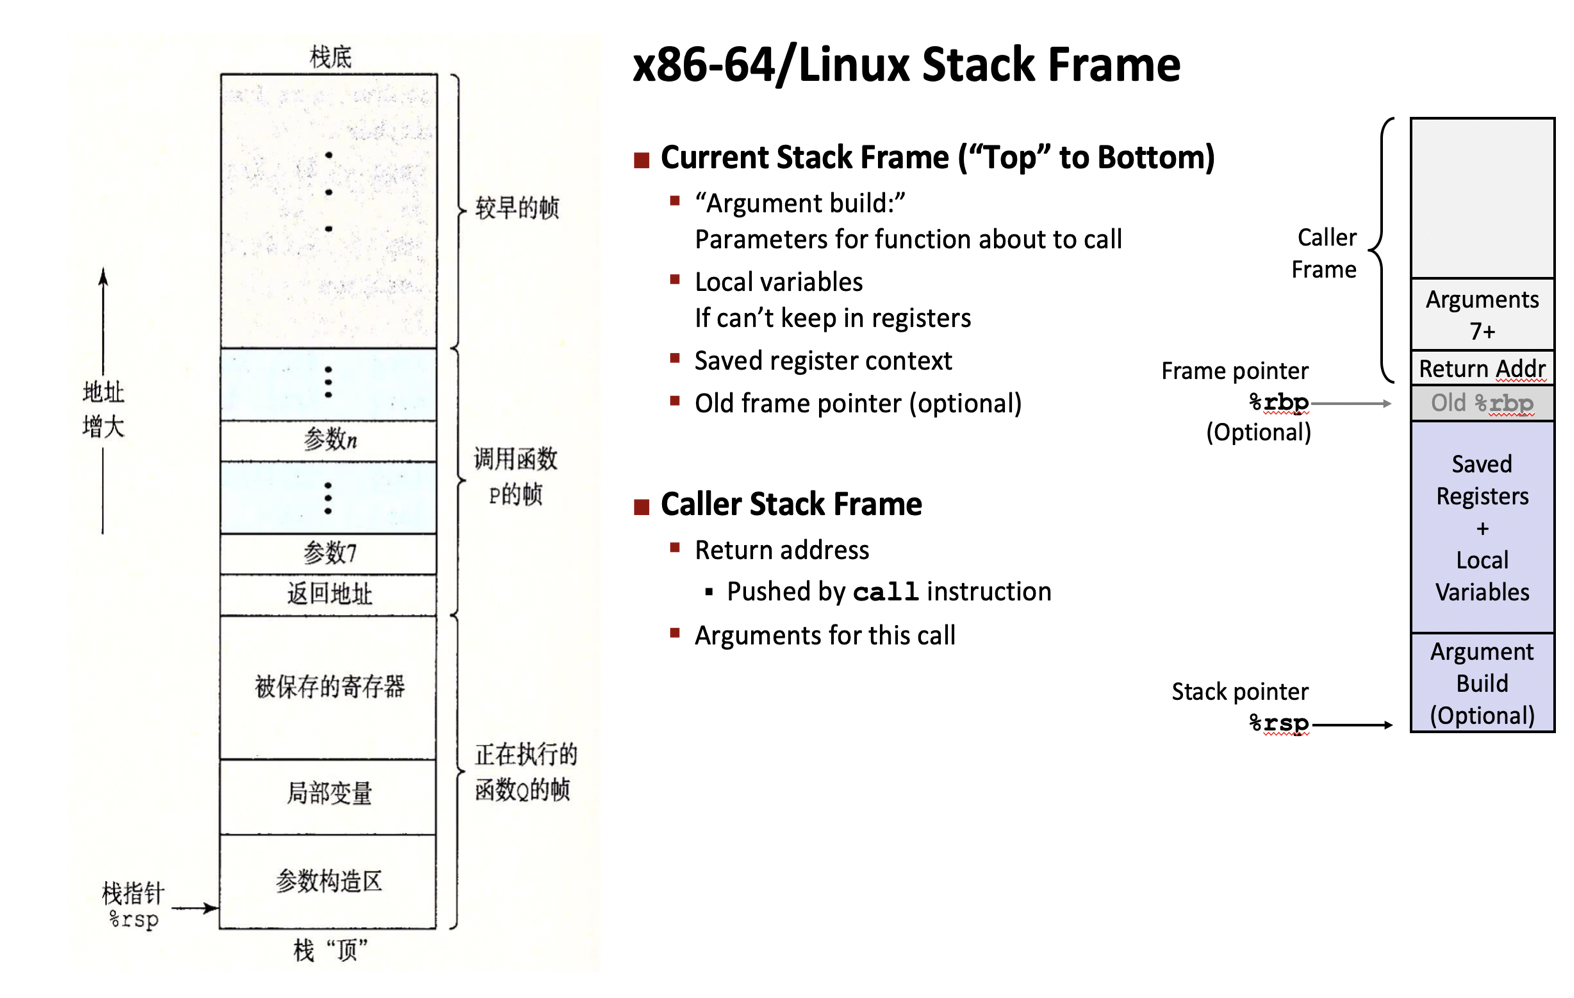 栈底
较早的帧
地址
增大
参数n
调用函数
P的帧
参数7
返回地址
被保存的寄存器
正在执行的
函数Q的帧
局部变量
参数构造区
栈指针
%rsp
栈“顶”
x86-64/Linux Stack Frame
Current Stack Frame (“Top” to Bottom)
“Argument build:”
Parameters for function about to call
Local variables
If can’t keep in registers
Saved register context
Old frame pointer (optional)
Caller Stack Frame
Return address
Pushed by call instruction
Arguments for this call
Caller
Frame
Arguments
7+
Return Addr
Frame pointer
%rbp
(Optional)
Old %rbp
Saved
Registers
+
Local
Variables
Argument
Build
(Optional)
Stack pointer
%rsp